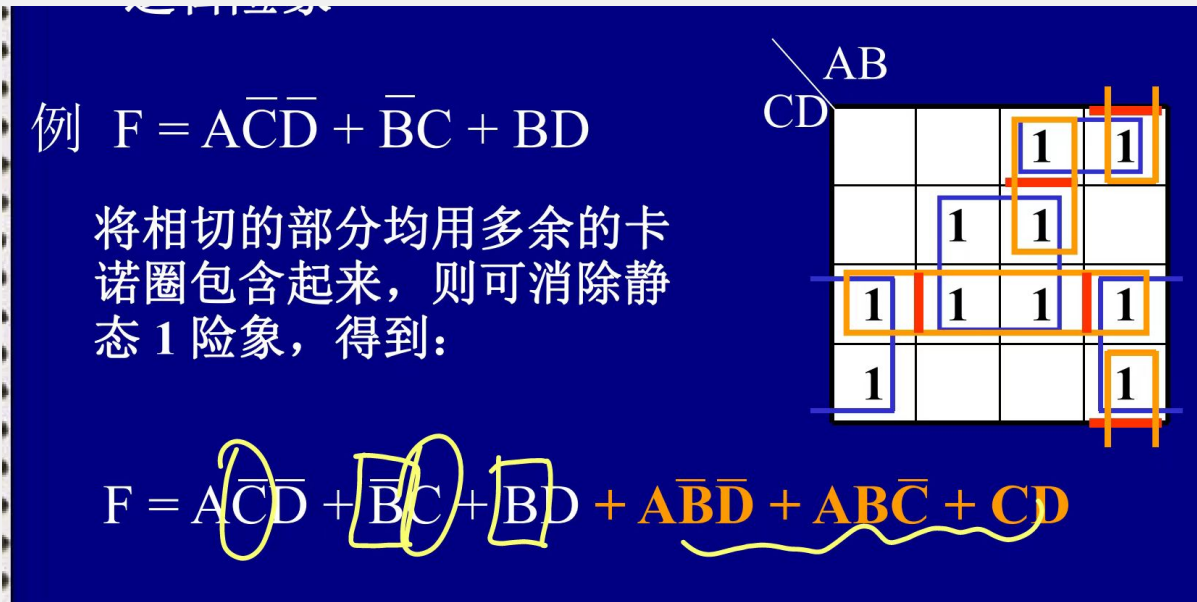 例 F = AC̅D̅ + B̅C + BD
将相切的部分均用多余的卡
诺圈包含起来，则可消除静
态 1 险象，得到：
F = AC̅D̅ + B̅C + BD + AB̅D̅ + ABC̅ + CD
AB
CD
1 1
1 1
1 1 1 1
1 1